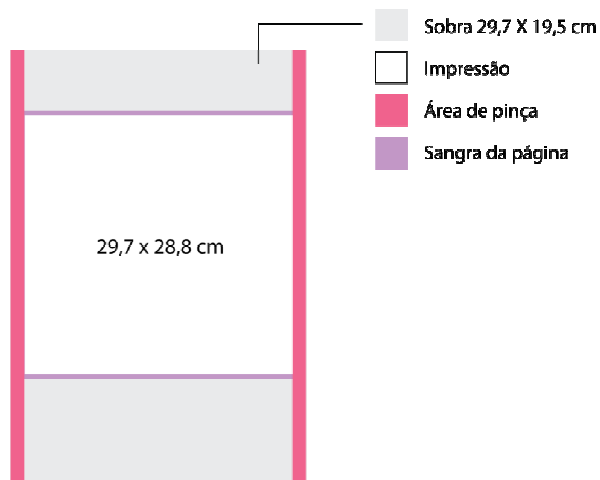 Sobra 29,7 X 19,5 cm
Impressão
Área de pinça
Sangra da página
29,7 x 28,8 cm